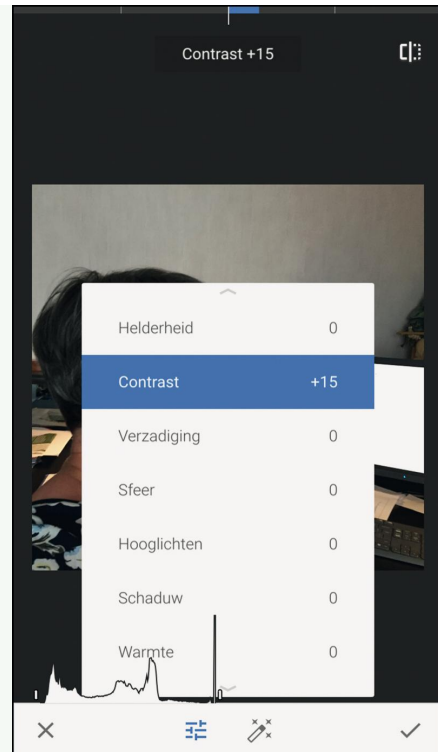 Contrast +15
Helderheid 0
Contrast +15
Verzadiging 0
Sfeer 0
Hooglichten 0
Schaduw 0
Warmte 0